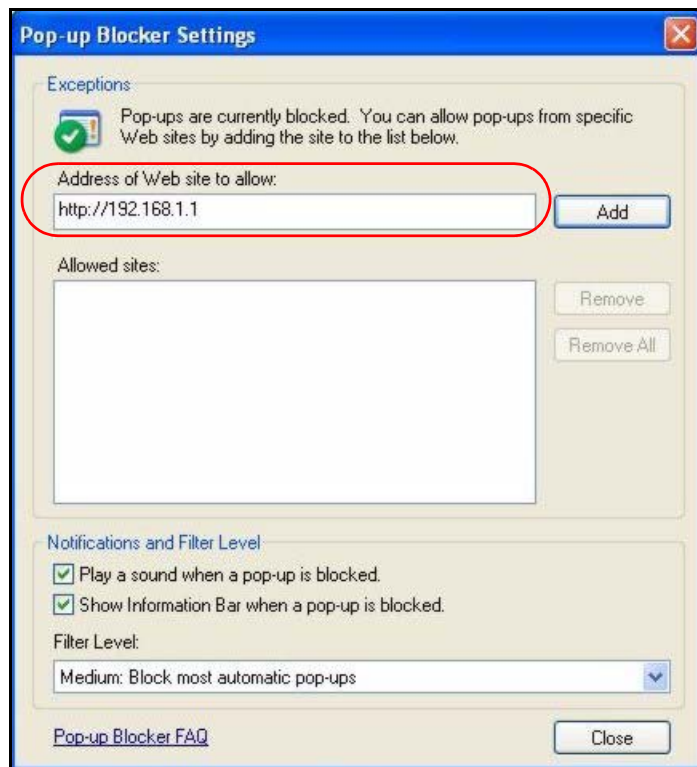 Pop-up Blocker Settings
Exceptions
Pop-ups are currently blocked. You can allow pop-ups from specific
Web sites by adding the site to the list below.
Address of Web site to allow:
http://192.168.1.1
Add
Allowed sites:
Remove
Remove All
Notifications and Filter Level
Play a sound when a pop-up is blocked.
Show Information Bar when a pop-up is blocked.
Filter Level:
Medium: Block most automatic pop-ups
Pop-up Blocker FAQ
Close